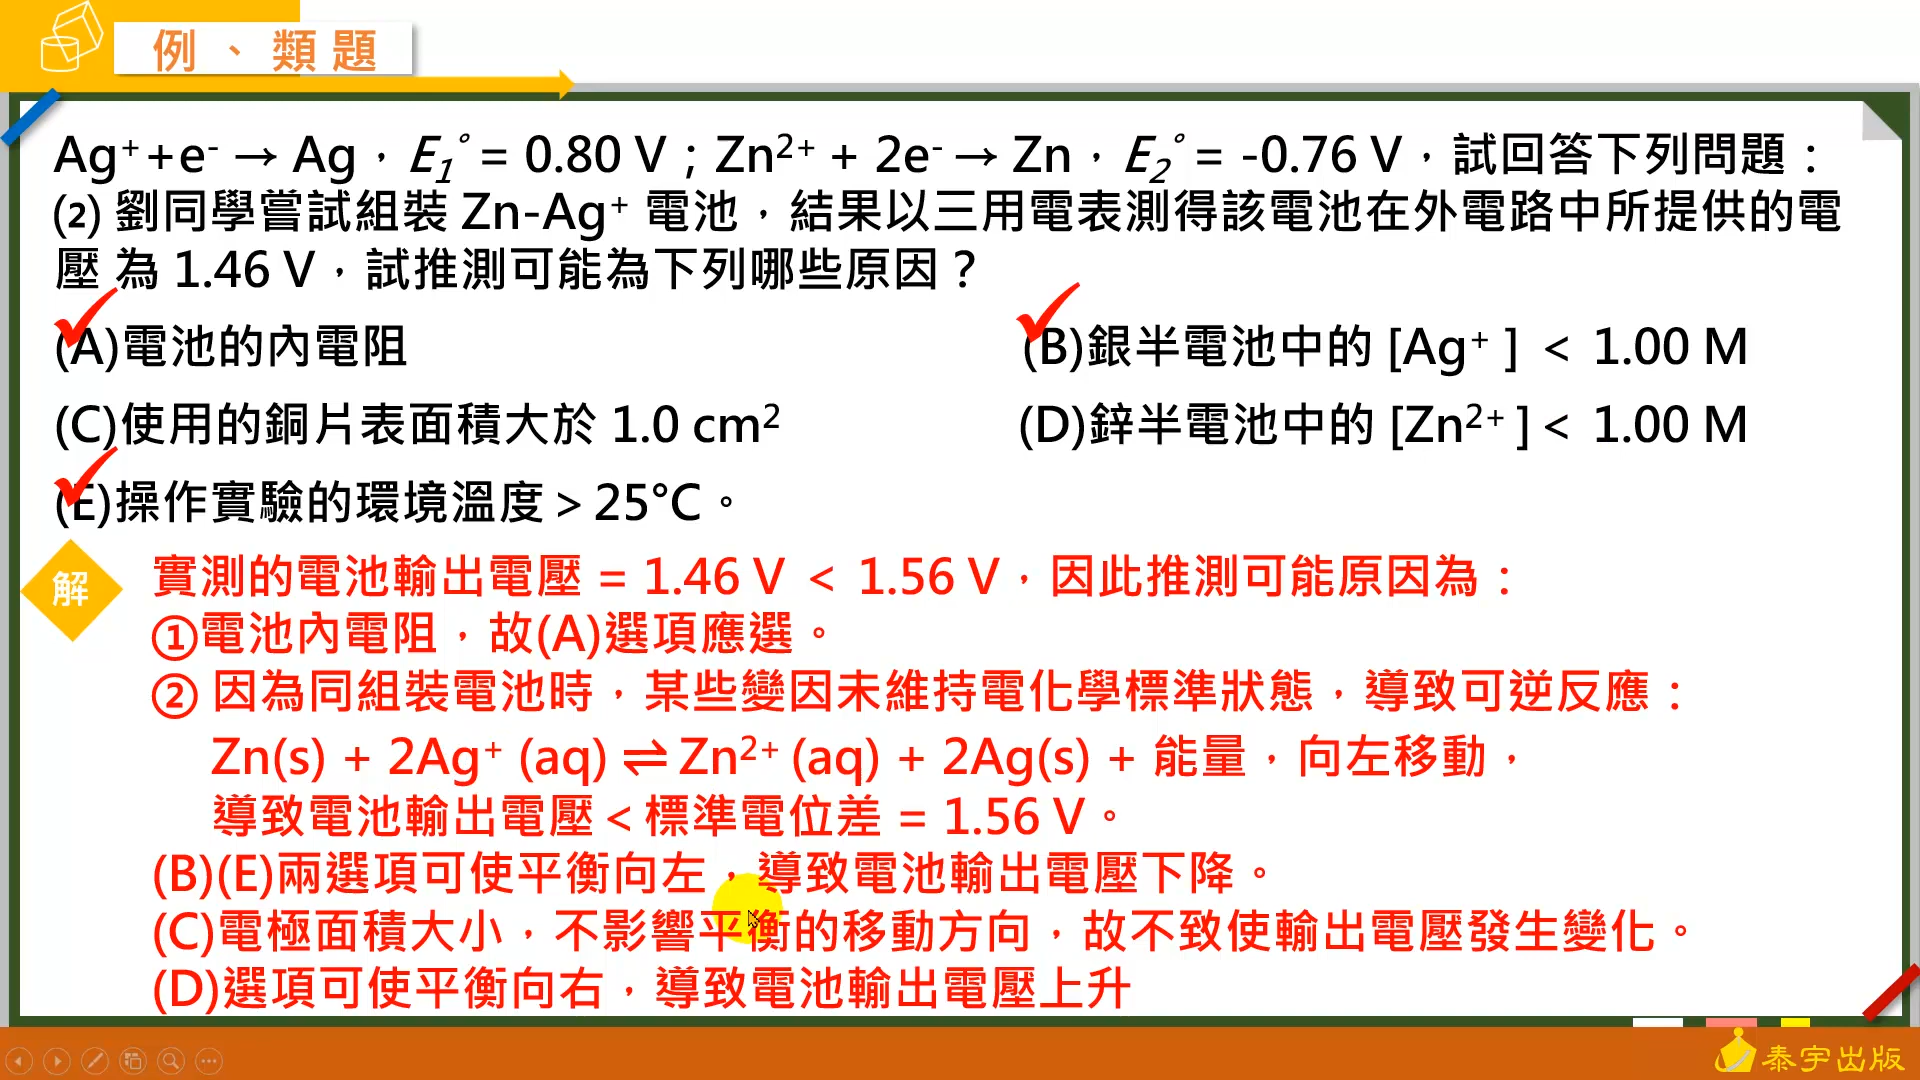 例、類題
Ag⁺+e⁻ → Ag，E₁° = 0.80 V；Zn²⁺ + 2e⁻ → Zn，E₂° = -0.76 V，試回答下列問題：
(2) 劉同學嘗試組裝 Zn-Ag⁺ 電池，結果以三用電表測得該電池在外電路中所提供的電
壓 為 1.46 V，試推測可能為下列哪些原因？
(A)電池的內電阻
(B)銀半電池中的 [Ag⁺ ] < 1.00 M
(C)使用的銅片表面積大於 1.0 cm²
(D)鋅半電池中的 [Zn²⁺ ] < 1.00 M
(E)操作實驗的環境溫度＞25°C。
解
實測的電池輸出電壓 = 1.46 V < 1.56 V，因此推測可能原因為：
①電池內電阻，故(A)選項應選。
② 因為同組裝電池時，某些變因未維持電化學標準狀態，導致可逆反應：
Zn(s) + 2Ag⁺ (aq) ⇌ Zn²⁺ (aq) + 2Ag(s) + 能量，向左移動，
導致電池輸出電壓＜標準電位差 = 1.56 V。
(B)(E)兩選項可使平衡向左，導致電池輸出電壓下降。
(C)電極面積大小，不影響平衡的移動方向，故不致使輸出電壓發生變化。
(D)選項可使平衡向右，導致電池輸出電壓上升
泰宇出版